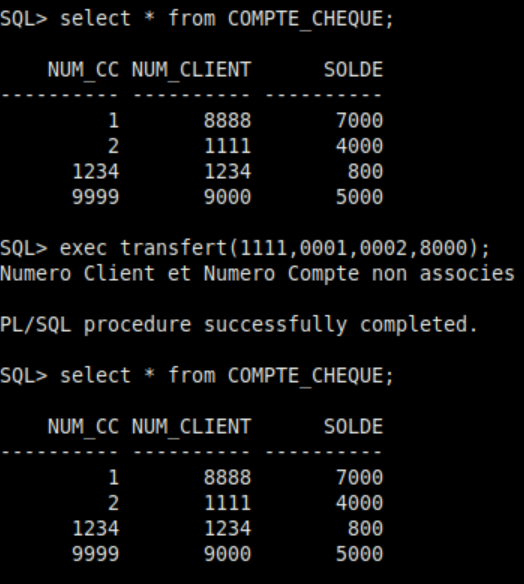 SQL> select * from COMPTE_CHEQUE;
NUM_CC NUM_CLIENT SOLDE
---------- ---------- ----------
1 8888 7000
2 1111 4000
1234 1234 800
9999 9000 5000
SQL> exec transfert(1111,0001,0002,8000);
Numero Client et Numero Compte non associes
PL/SQL procedure successfully completed.
SQL> select * from COMPTE_CHEQUE;
NUM_CC NUM_CLIENT SOLDE
---------- ---------- ----------
1 8888 7000
2 1111 4000
1234 1234 800
9999 9000 5000